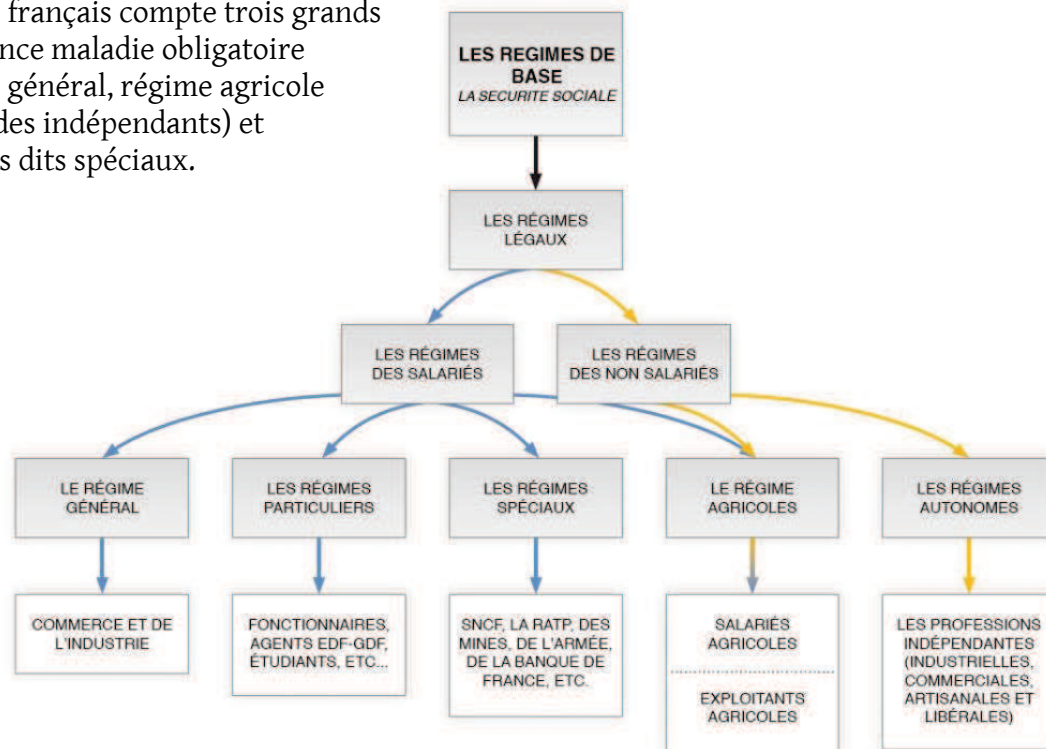 français compte trois grands
nce maladie obligatoire
général, régime agricole
des indépendants) et
s dits spéciaux.
LES REGIMES DE
BASE
LA SECURITE SOCIALE
LES RÉGIMES
LÉGAUX
LES RÉGIMES
DES SALARIÉS
LES RÉGIMES
DES NON SALARIÉS
LE RÉGIME
GÉNÉRAL
LES RÉGIMES
PARTICULIERS
LES RÉGIMES
SPÉCIAUX
LE RÉGIME
AGRICOLES
LES RÉGIMES
AUTONOMES
COMMERCE ET DE
L'INDUSTRIE
FONCTIONNAIRES,
AGENTS EDF-GDF,
ÉTUDIANTS, ETC...
SNCF, LA RATP, DES
MINES, DE L'ARMÉE,
DE LA BANQUE DE
FRANCE, ETC.
SALARIÉS
AGRICOLES
EXPLOITANTS
AGRICOLES
LES PROFESSIONS
INDÉPENDANTES
(INDUSTRIELLES,
COMMERCIALES,
ARTISANALES ET
LIBÉRALES)